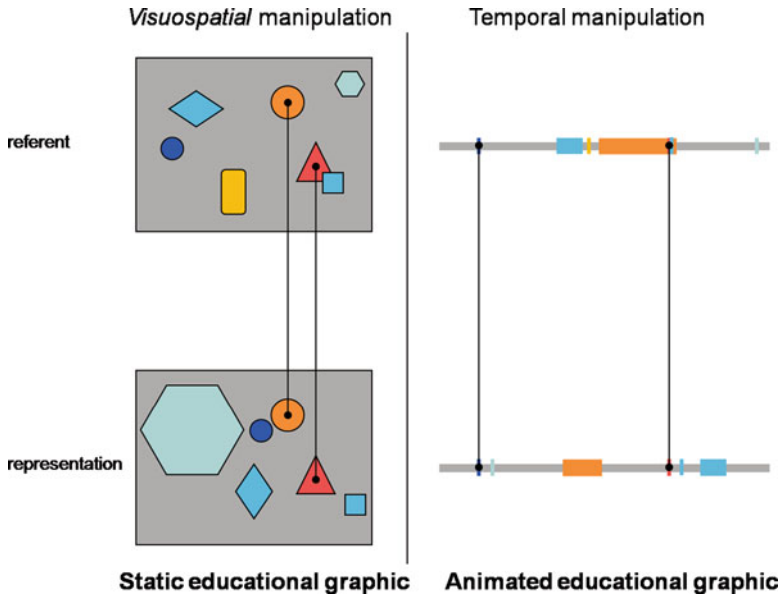 Visuospatial manipulation
Temporal manipulation
referent
representation
Static educational graphic
Animated educational graphic